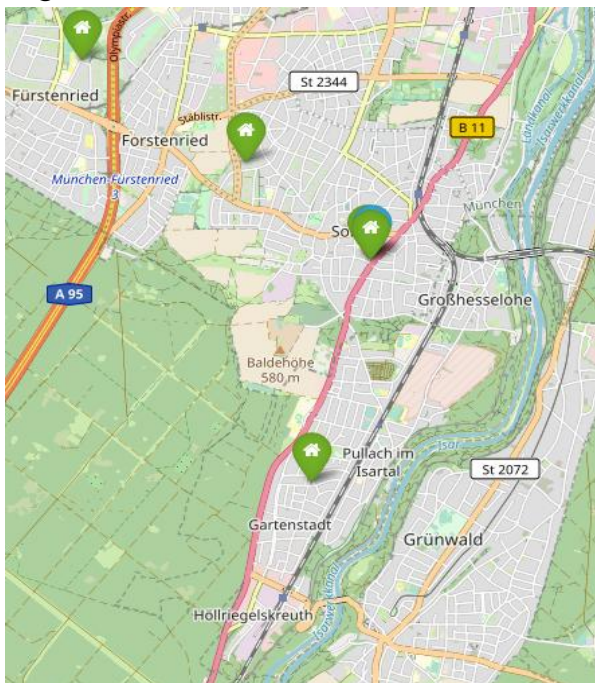 Olympiastr.
St 2344
Fürstenried
Stäblistr.
B 11
Landkanal
Isarwerkkanal
Forstenried
München-Fürstenried
3
München
So
A 95
Großhesselohe
Baldehöhe
580 m
Isar
Pullach im
Isartal
St 2072
Gartenstadt
Grünwald
Isarwerkkanal
Höllriegelskreuth